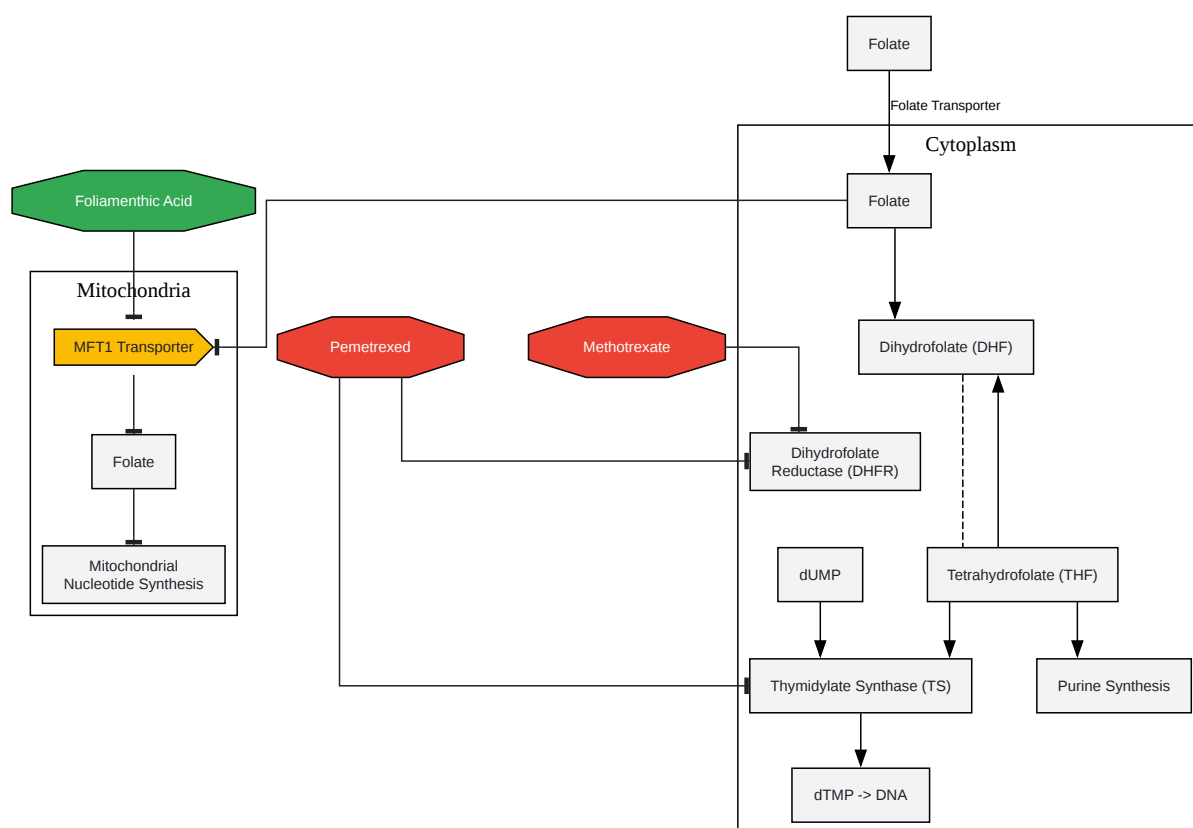 Folate
Folate Transporter
Cytoplasm
Foliamenthic Acid
Folate
Mitochondria
MFT1 Transporter
Pemetrexed
Methotrexate
Dihydrofolate (DHF)
Folate
Dihydrofolate
Reductase (DHFR)
Mitochondrial
Nucleotide Synthesis
dUMP
Tetrahydrofolate (THF)
Thymidylate Synthase (TS)
Purine Synthesis
dTMP -> DNA